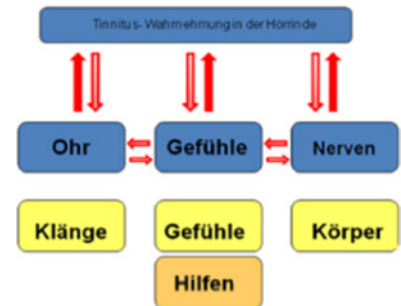 Tinnitus-Wahrnehmung in der Hörrinde
Ohr Gefühle Nerven
Klänge Gefühle Körper
Hilfen